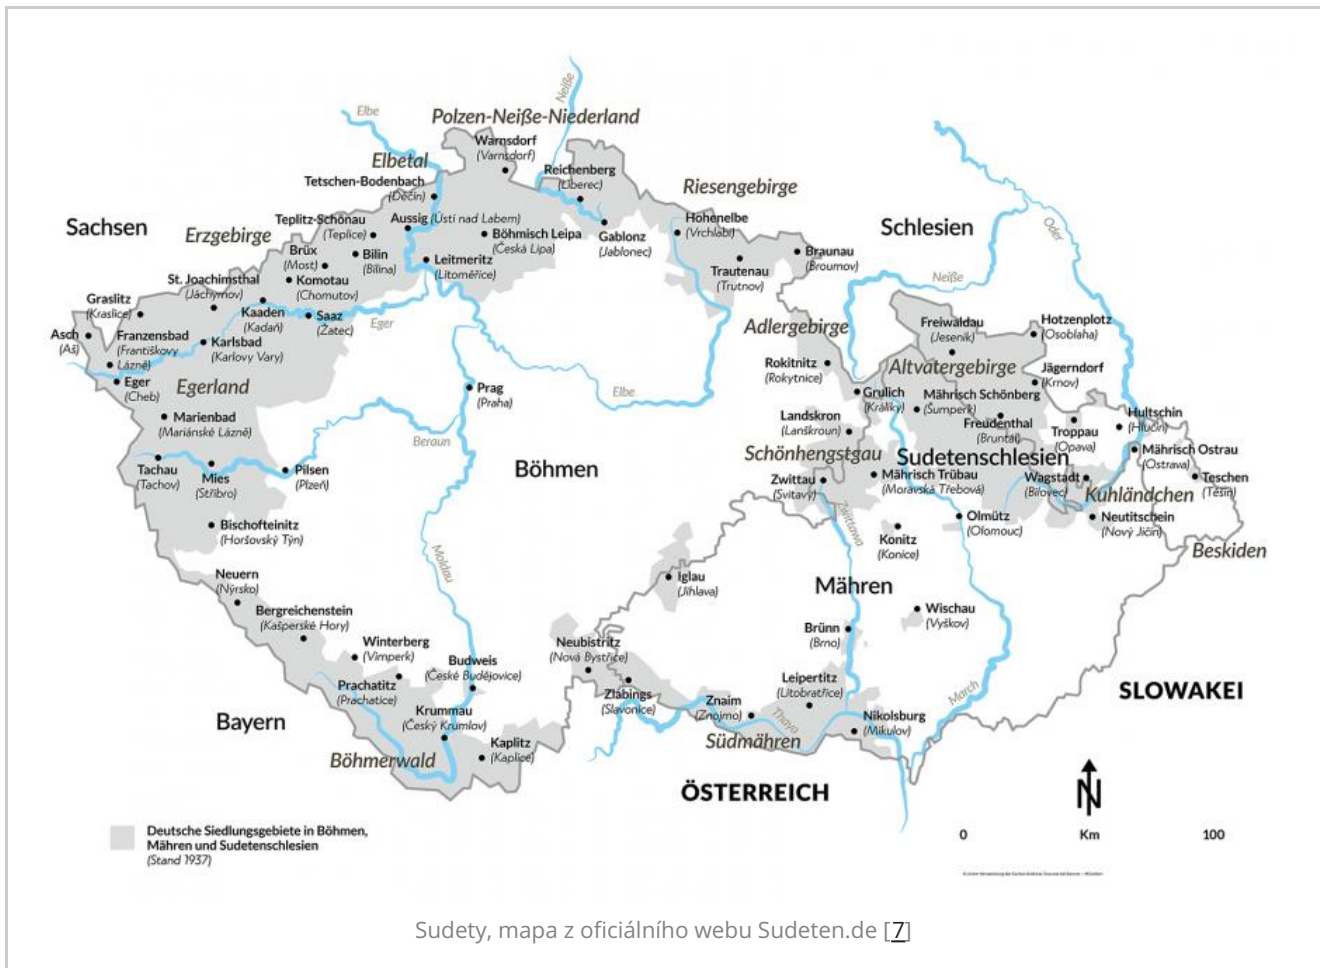 Elbe
Neiße
Polzen-Neiße-Niederland
Warnsdorf
(Varnsdorf)
Elbetal
Reichenberg
(Liberec)
Tetschen-Bodenbach
(Děčín)
Riesengebirge
Sachsen
Erzgebirge
Teplitz-Schönau
(Teplice)
Aussig (Ústí nad Labem)
Böhmisch Leipa
(Česká Lípa)
Gablonz
(Jablonec)
Hohenelbe
(Vrchlabí)
Schlesien
Oder
Brüx
(Most)
Bilin
(Bílina)
Leitmeritz
(Litoměřice)
Trautenau
(Trutnov)
Braunau
(Broumov)
Neiße
St. Joachimsthal
(Jáchymov)
Komotau
(Chomutov)
Graslitz
(Kraslice)
Kaaden
(Kadaň)
Saaz
(Žatec)
Eger
Asch
(Aš)
Franzensbad
(Františkovy
Lázně)
Karlsbad
(Karlovy Vary)
Adlergebirge
Freiwaldau
(Jeseník)
Hotzenplotz
(Osoblaha)
Eger
(Cheb)
Egerland
Prag
(Praha)
Elbe
Rokitnitz
(Rokytnice)
Altvatergebirge
Jägerndorf
(Krnov)
Grulich
(Králíky)
Mährisch Schönberg
(Šumperk)
Marienbad
(Mariánské Lázně)
Beraun
Landskron
(Lanškroun)
Freudenthal
(Bruntál)
Troppau
(Opava)
Hultschin
(Hlučín)
Tachau
(Tachov)
Mies
(Stříbro)
Pilsen
(Plzeň)
Böhmen
Schönhengstgau
Sudetenschlesien
Mährisch Ostrau
(Ostrava)
Zwittau
(Svitavy)
Mährisch Trübau
(Moravská Třebová)
Wagstadt
(Bílovec)
Kuhländchen
Teschen
(Těšín)
Bischofteinitz
(Horšovský Týn)
Zwittawa
Konitz
(Konice)
Olmütz
(Olomouc)
Neutitschein
(Nový Jičín)
Beskiden
Moldau
Neuern
(Nýrsko)
Iglau
(Jihlava)
Mähren
Bergreichenstein
(Kašperské Hory)
Wischau
(Vyškov)
Winterberg
(Vimperk)
Brünn
(Brno)
Budweis
(České Budějovice)
Neubistritz
(Nová Bystřice)
Prachatitz
(Prachatice)
Zlabings
(Slavonice)
Leipertitz
(Litobratřice)
March
SLOWAKEI
Bayern
Krummau
(Český Krumlov)
Znaim
(Znojmo)
Thaya
Nikolsburg
(Mikulov)
Böhmerwald
Kaplitz
(Kaplice)
Südmähren
ÖSTERREICH
N
0 Km 100
Deutsche Siedlungsgebiete in Böhmen,
Mähren und Sudetenschlesien
(Stand 1937)
Sudety, mapa z oficiálního webu Sudeten.de [7]